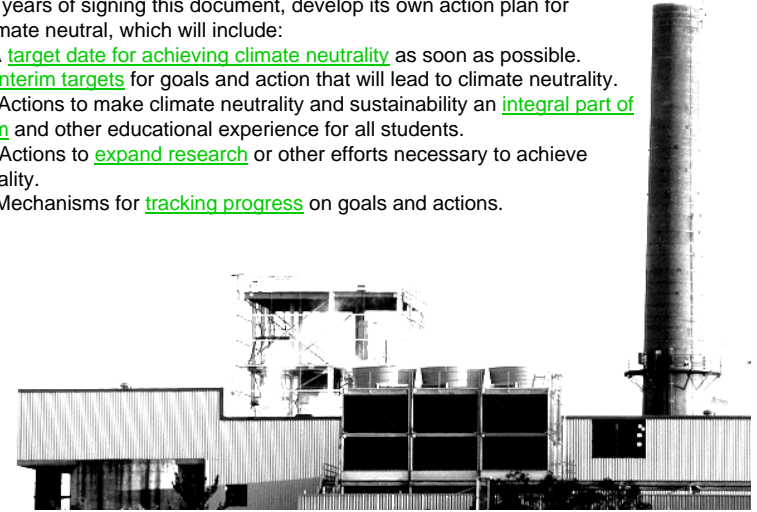 years of signing this document, develop its own action plan for
mate neutral, which will include:
target date for achieving climate neutrality as soon as possible.
nterim targets for goals and action that will lead to climate neutrality.
Actions to make climate neutrality and sustainability an integral part of
and other educational experience for all students.
Actions to expand research or other efforts necessary to achieve
ality.
Mechanisms for tracking progress on goals and actions.